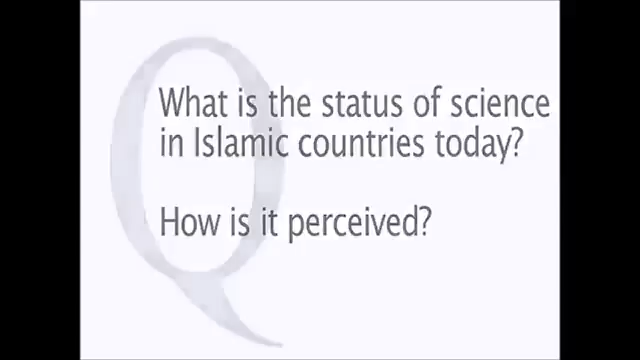 Q
What is the status of science
in Islamic countries today?
How is it perceived?